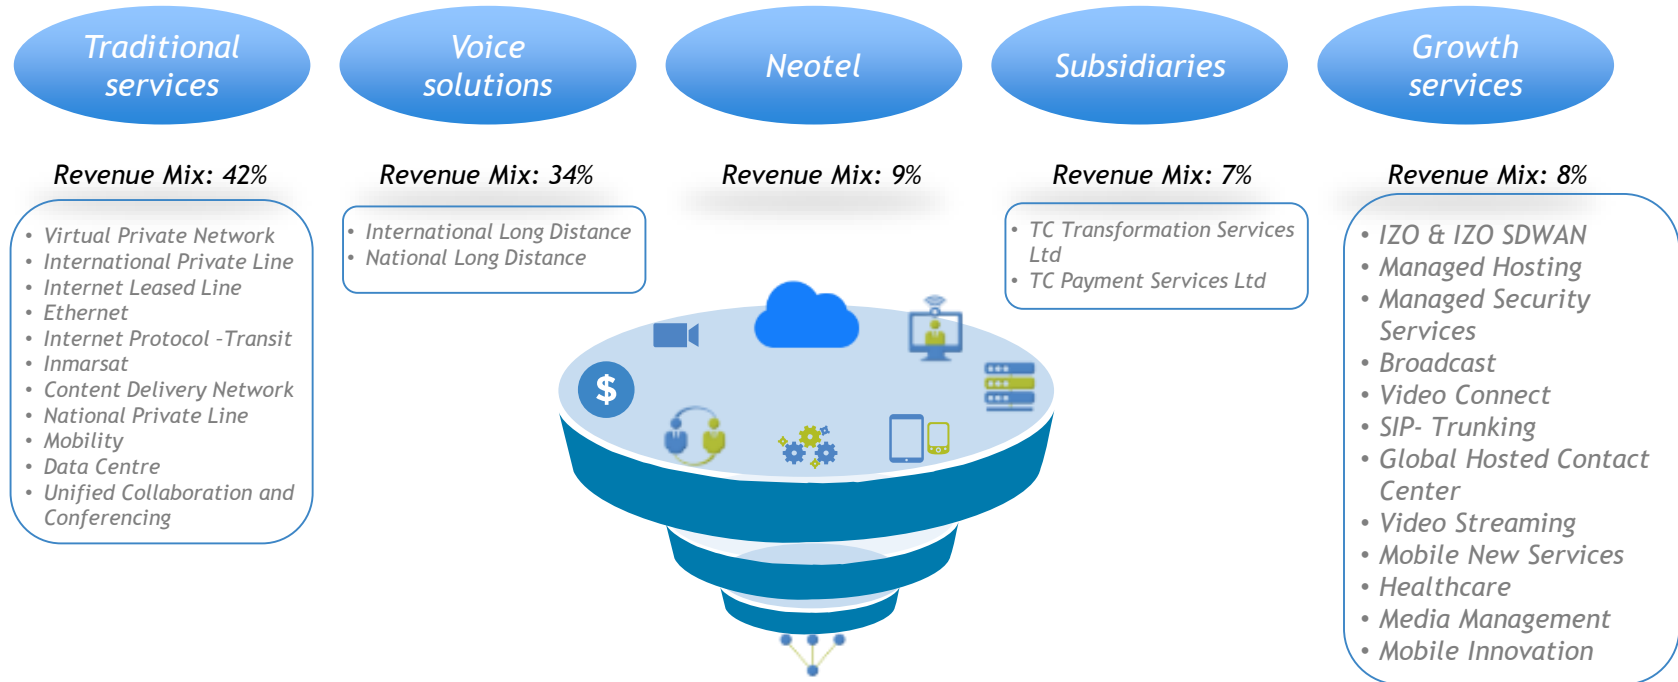 Traditional
services
Voice
solutions
Neotel
Subsidiaries
Growth
services
Revenue Mix: 42%
Revenue Mix: 34%
Revenue Mix: 9%
Revenue Mix: 7%
Revenue Mix: 8%
• Virtual Private Network
• International Private Line
• Internet Leased Line
• Ethernet
• Internet Protocol –Transit
• Inmarsat
• Content Delivery Network
• National Private Line
• Mobility
• Data Centre
• Unified Collaboration and
Conferencing
• International Long Distance
• National Long Distance
• TC Transformation Services
Ltd
• TC Payment Services Ltd
• IZO & IZO SDWAN
• Managed Hosting
• Managed Security
Services
• Broadcast
• Video Connect
• SIP- Trunking
• Global Hosted Contact
Center
• Video Streaming
• Mobile New Services
• Healthcare
• Media Management
• Mobile Innovation
$